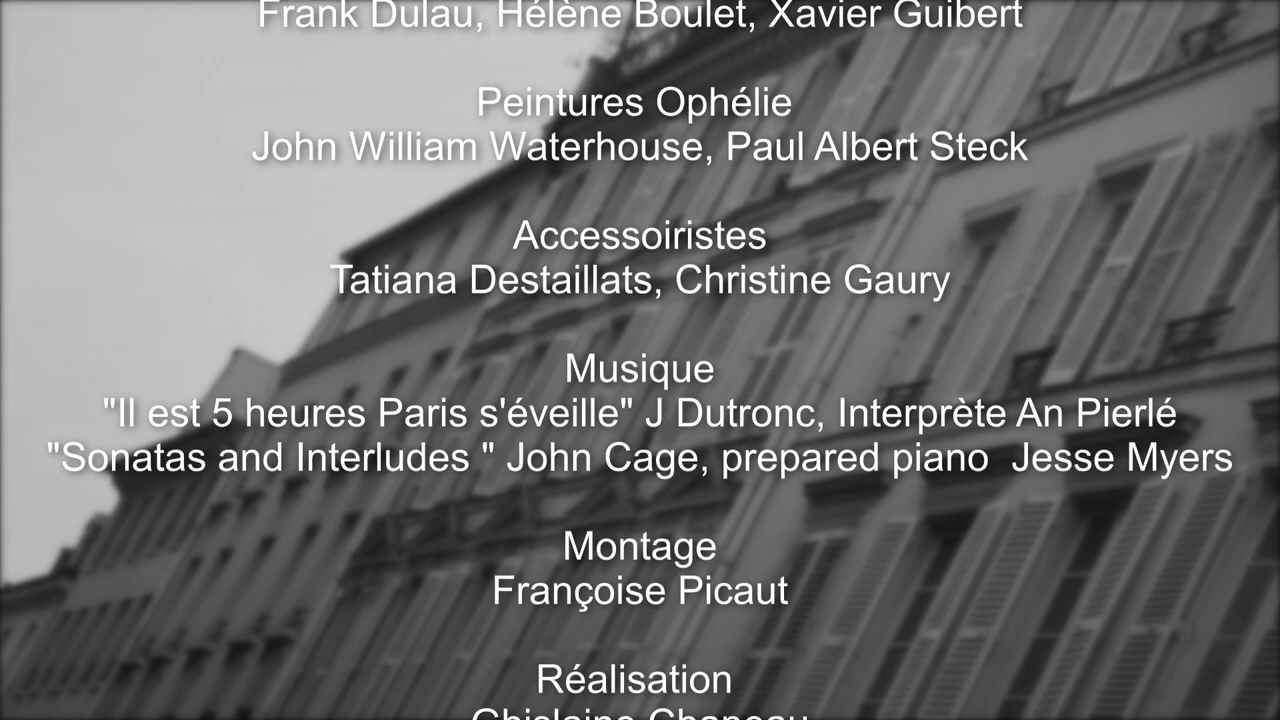 Frank Dulau, Hélène Boulet, Xavier Guibert
Peintures Ophélie
John William Waterhouse, Paul Albert Steck
Accessoiristes
Tatiana Destaillats, Christine Gaury
Musique
"Il est 5 heures Paris s'éveille" J Dutronc, Interprète An Pierlé
"Sonatas and Interludes " John Cage, prepared piano  Jesse Myers
Montage
Françoise Picaut
Réalisation
Ghislaine